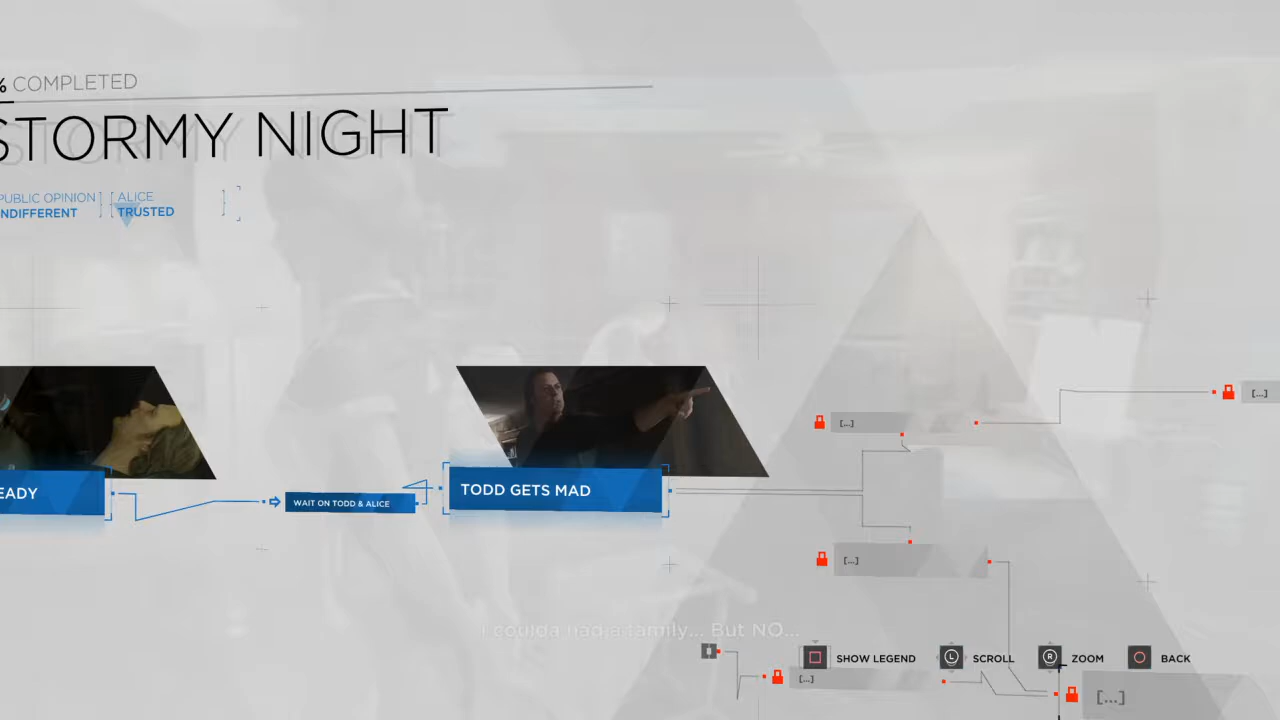 % COMPLETED
STORMY NIGHT
PUBLIC OPINION
ALICE
INDIFFERENT
TRUSTED
[...]
[...]
EADY
WAIT ON TODD & ALICE
TODD GETS MAD
[...]
I coulda had a family... But NO...
SHOW LEGEND
L
SCROLL
R
ZOOM
BACK
[...]
[...]